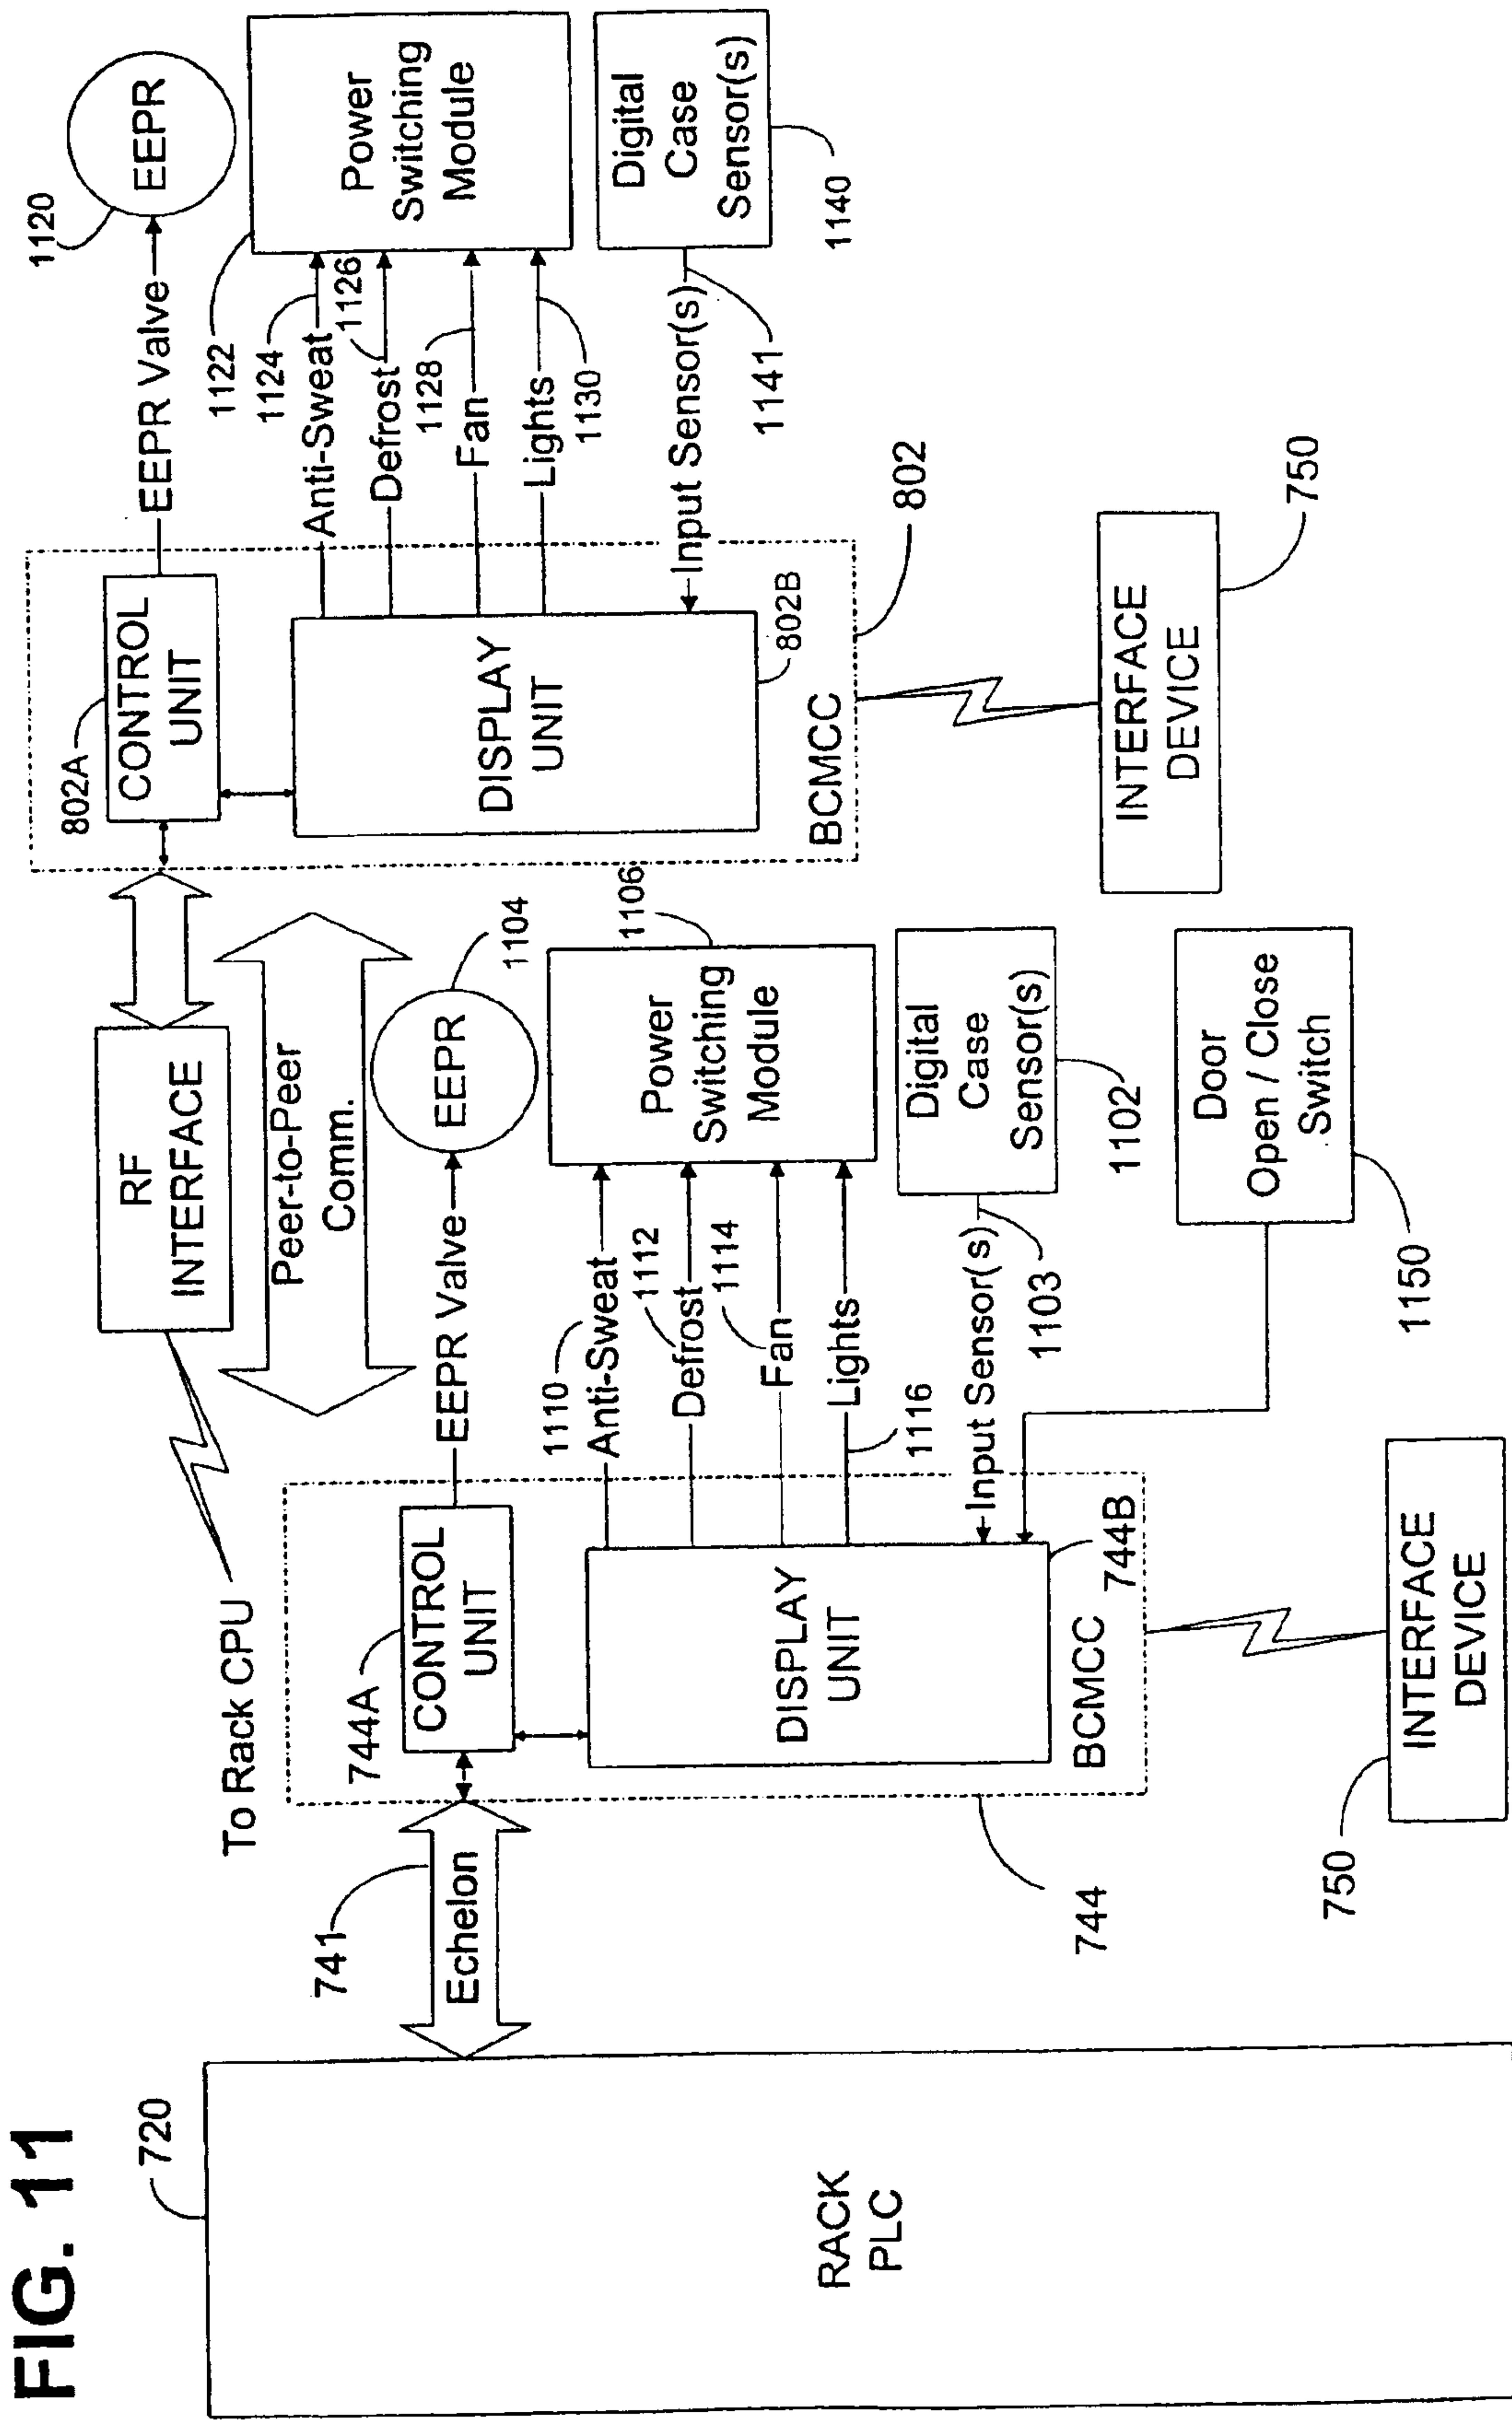 FIG. 11
720
RACK
PLC
741
Echelon
To Rack CPU
RF
INTERFACE
Peer-to-Peer
Comm.
744A
CONTROL
UNIT
DISPLAY
UNIT
744B
BCMCC
744
750
INTERFACE
DEVICE
EEPR Valve
EEPR
1104
1110
Anti-Sweat
1112
Defrost
1114
Fan
Lights
1116
Power
Switching
Module
1106
Input Sensor(s)
1103
Digital
Case
Sensor(s)
1102
Door
Open / Close
Switch
1150
802A
CONTROL
UNIT
DISPLAY
UNIT
802B
BCMCC
802
INTERFACE
DEVICE
750
EEPR Valve
EEPR
1120
1122
1124
Anti-Sweat
1126
Defrost
1128
Fan
Lights
1130
Power
Switching
Module
Input Sensor(s)
1141
Digital
Case
Sensor(s)
1140